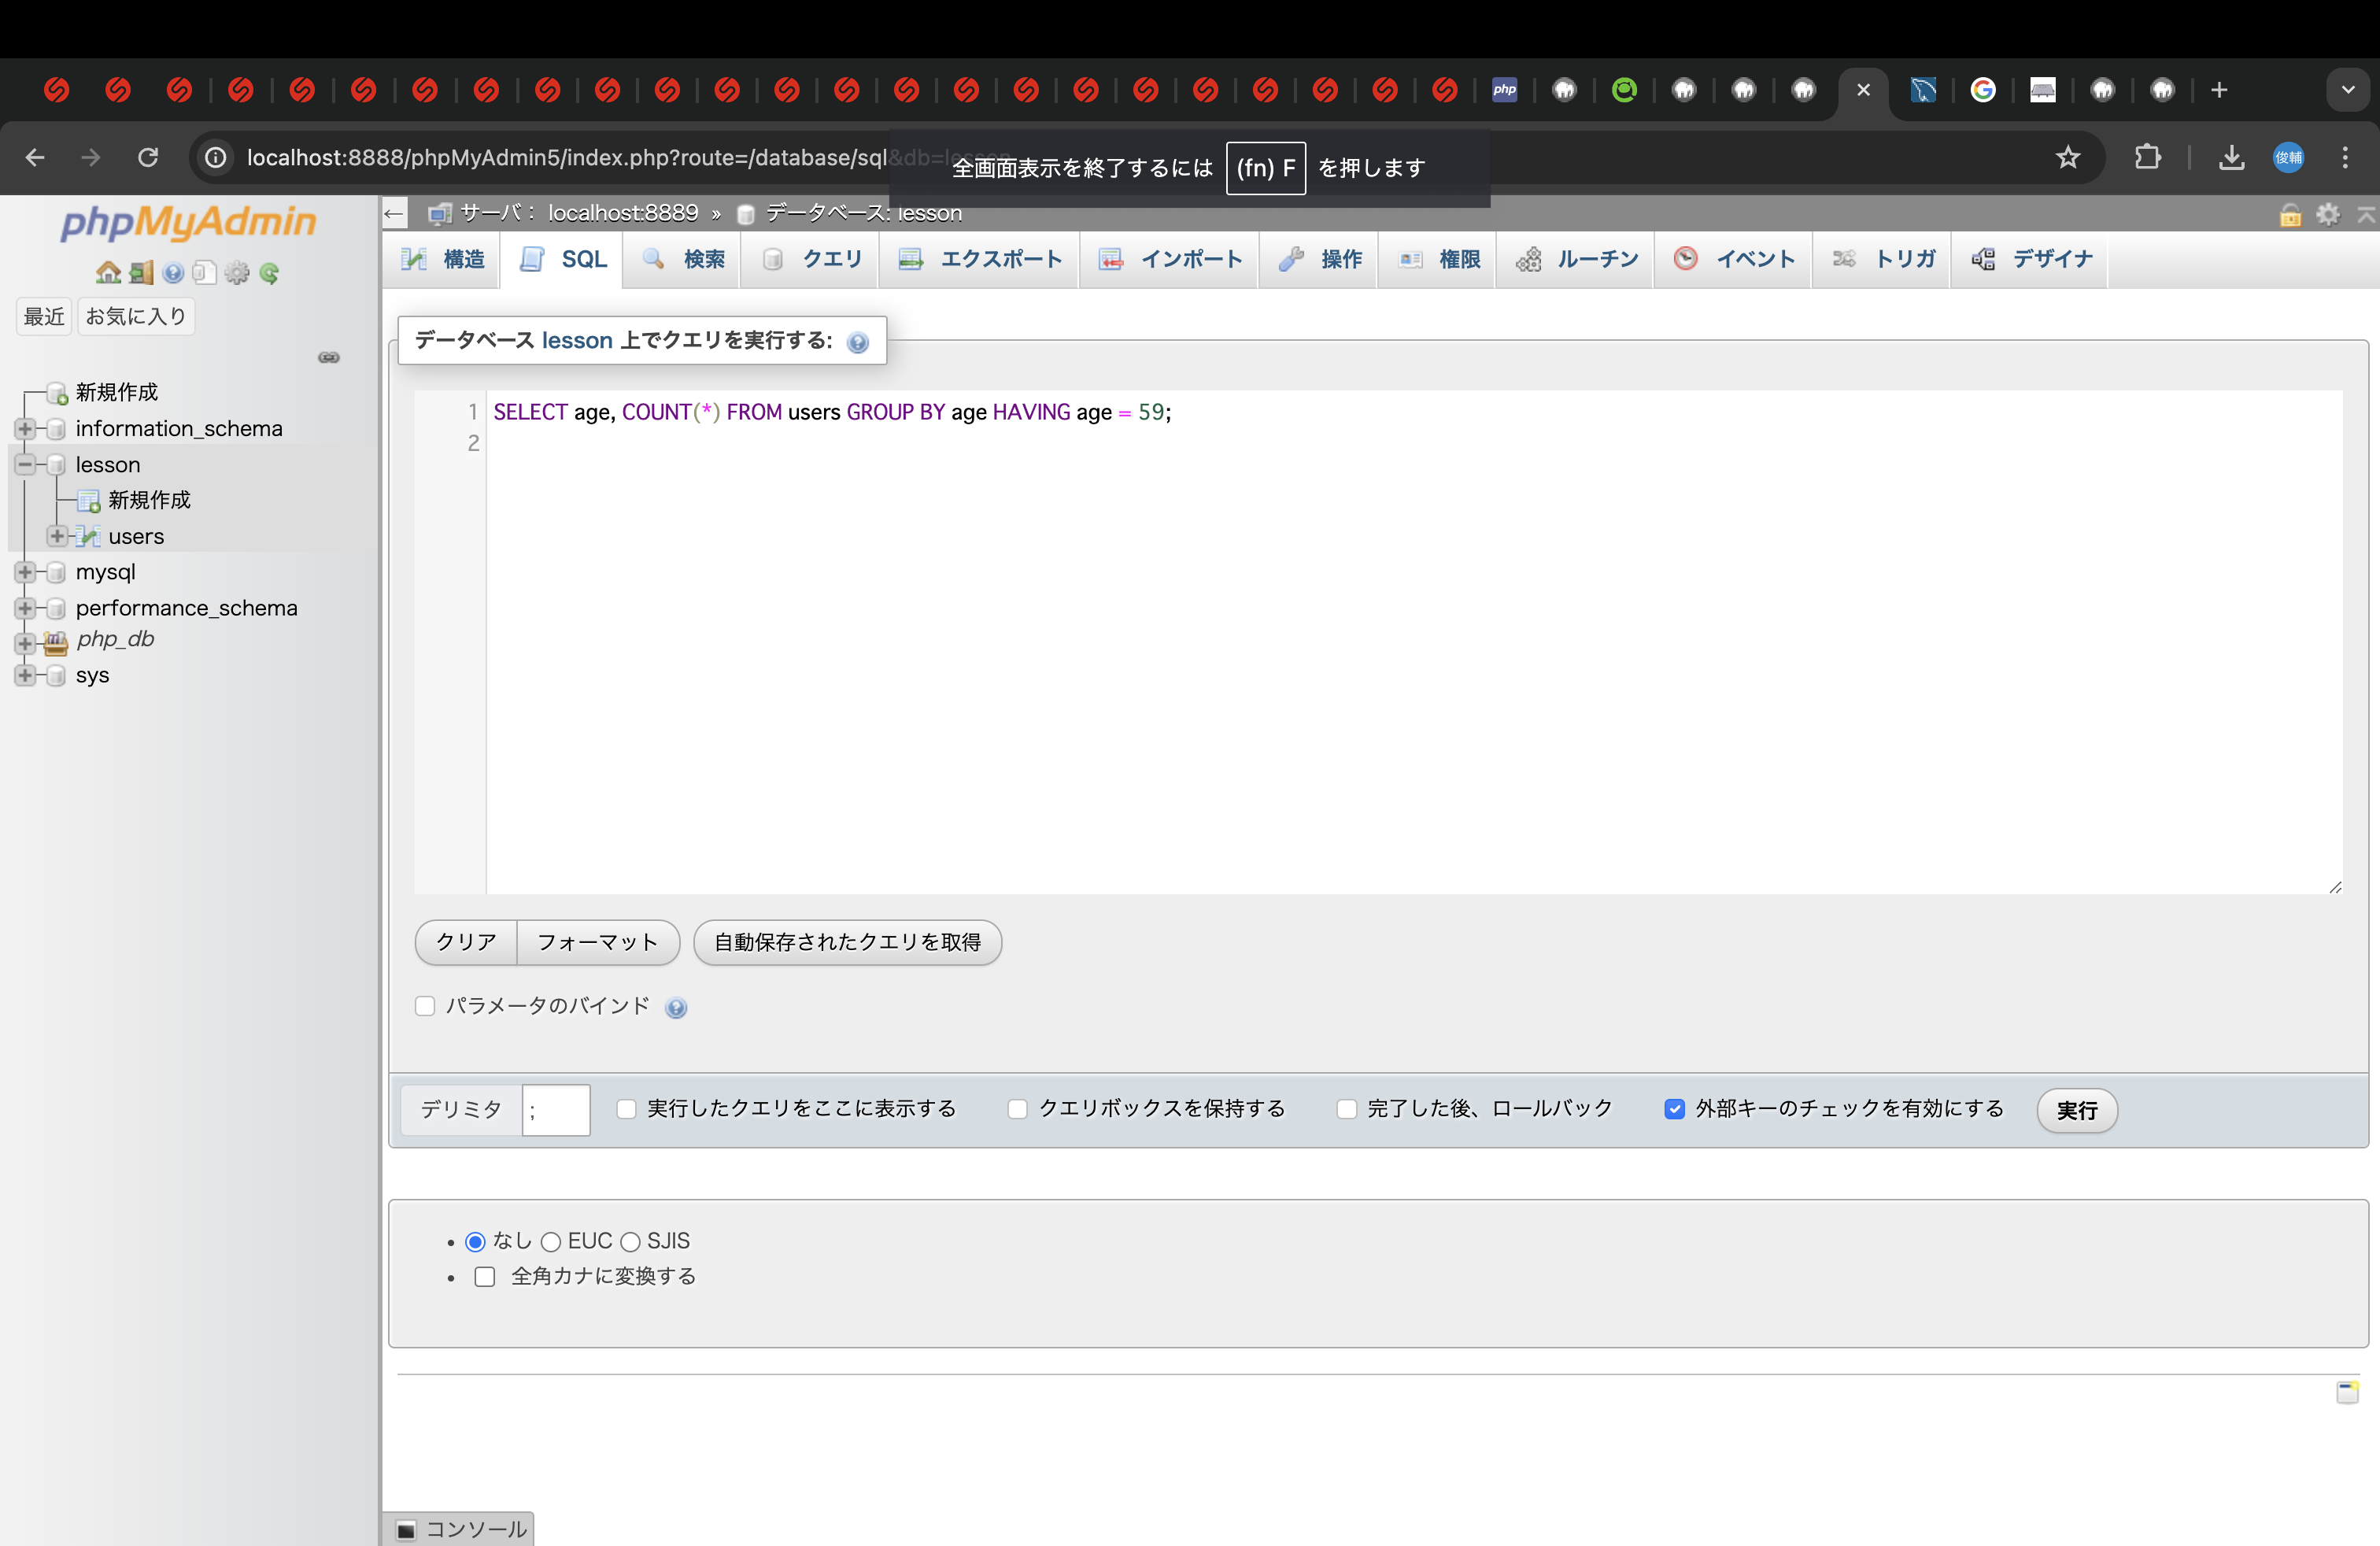 php
localhost:8888/phpMyAdmin5/index.php?route=/database/sql&db=lesson
全画面表示を終了するには (fn) F を押します
俊輔
phpMyAdmin
最近 お気に入り
新規作成
information_schema
lesson
新規作成
users
mysql
performance_schema
php_db
sys
サーバ： localhost:8889 » データベース: lesson
構造 SQL 検索 クエリ エクスポート インポート 操作 権限 ルーチン イベント トリガ デザイナ
データベース lesson 上でクエリを実行する:
1 SELECT age, COUNT(*) FROM users GROUP BY age HAVING age = 59;
2
クリア フォーマット 自動保存されたクエリを取得
パラメータのバインド
デリミタ ; 実行したクエリをここに表示する クエリボックスを保持する 完了した後、ロールバック 外部キーのチェックを有効にする 実行
なし EUC SJIS
全角カナに変換する
コンソール